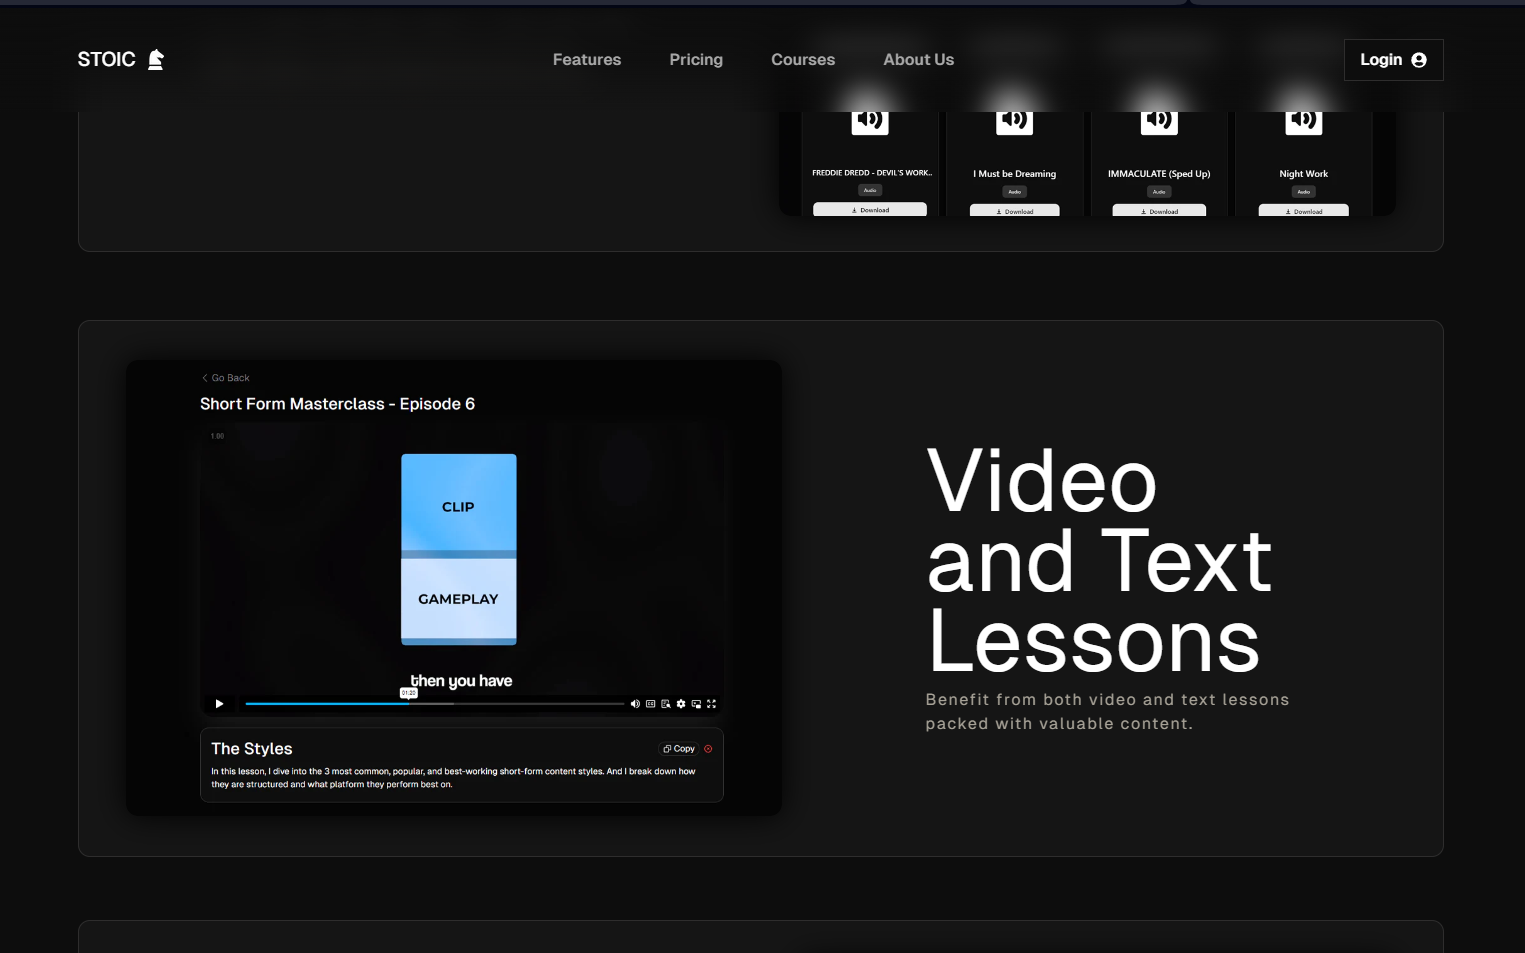 STOIC
Features
Pricing
Courses
About Us
Login
FREDDIE DREDD - DEVIL'S WORK..
Audio
Download
I Must be Dreaming
Audio
Download
IMMACULATE (Sped Up)
Audio
Download
Night Work
Audio
Download
Go Back
Short Form Masterclass - Episode 6
1.00
CLIP
GAMEPLAY
then you have
01:20
The Styles
Copy
In this lesson, I dive into the 3 most common, popular, and best-working short-form content styles. And I break down how
they are structured and what platform they perform best on.
Video
and Text
Lessons
Benefit from both video and text lessons
packed with valuable content.